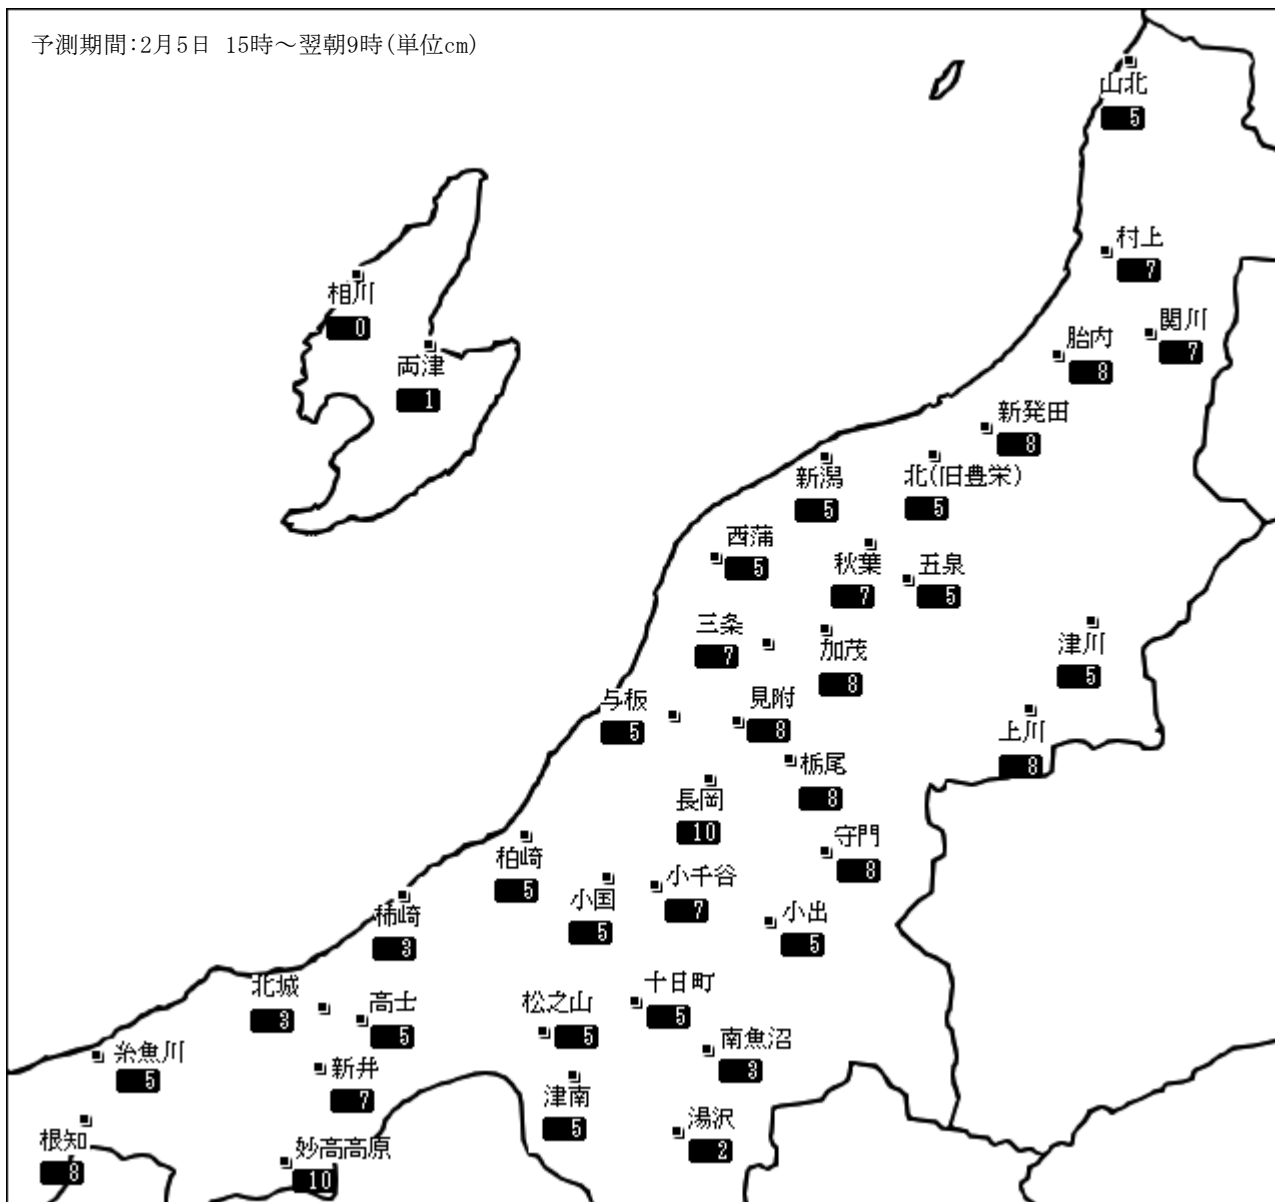 予測期間:2月5日 15時～翌朝9時(単位cm)
山北
5
村上
7
相川
0
関川
7
胎内
8
両津
1
新発田
8
新潟
5
北(旧豊栄)
5
西蒲
5
秋葉
7
五泉
5
三条
7
加茂
8
津川
5
与板
5
見附
8
上川
8
栃尾
8
長岡
10
守門
8
柏崎
5
小国
5
小千谷
7
小出
5
柿崎
3
北城
3
高士
5
松之山
5
十日町
5
南魚沼
3
糸魚川
5
新井
7
津南
5
湯沢
2
根知
8
妙高高原
10